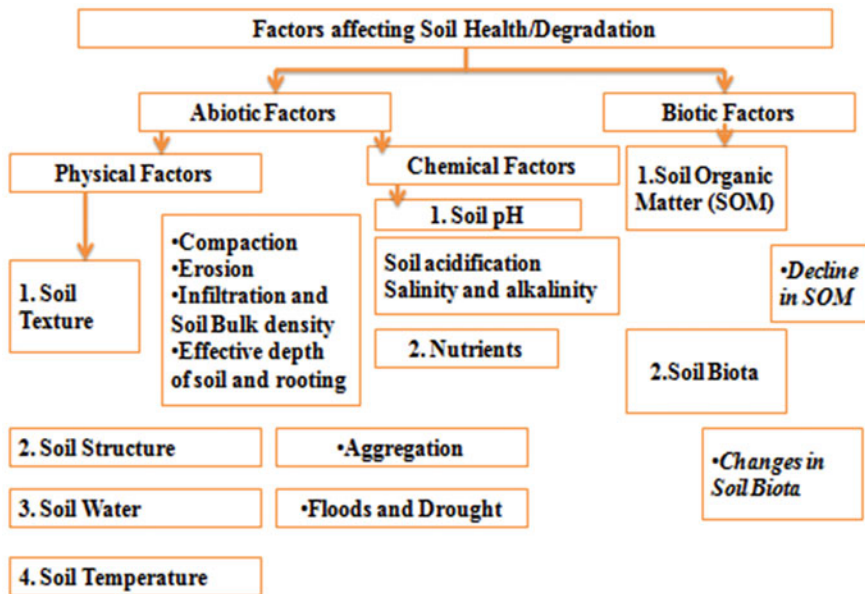 Factors affecting Soil Health/Degradation
Abiotic Factors
Biotic Factors
Physical Factors
Chemical Factors
1.Soil Organic
Matter (SOM)
1. Soil pH
•Compaction
•Erosion
•Infiltration and
Soil Bulk density
•Effective depth
of soil and rooting
Soil acidification
Salinity and alkalinity
1. Soil
Texture
•Decline
in SOM
2. Nutrients
2.Soil Biota
2. Soil Structure
•Aggregation
•Changes in
Soil Biota
3. Soil Water
•Floods and Drought
4. Soil Temperature